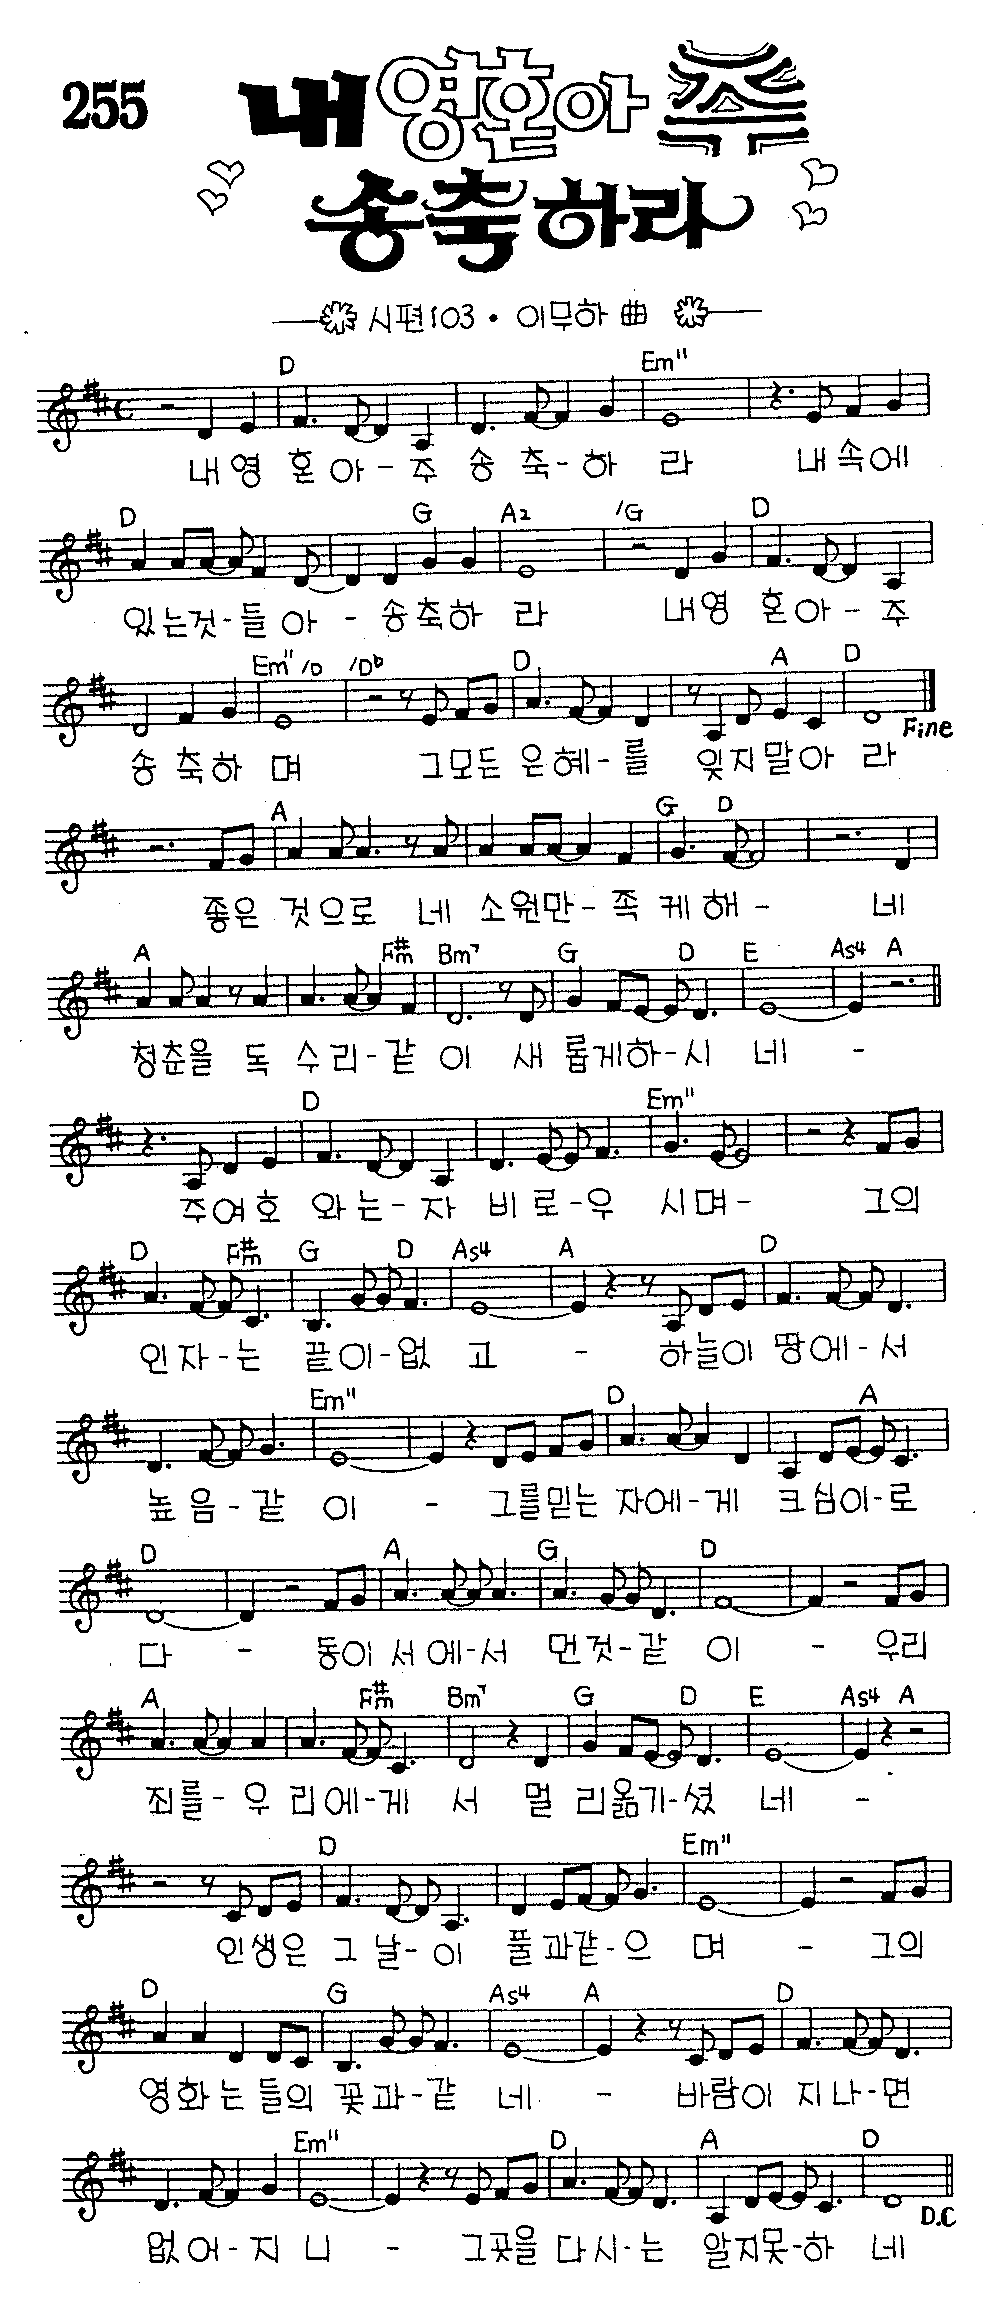 255
내 영혼아 주
송축하라
시편103 · 이무하 曲
D Em11
내영 혼아-주 송 축-하 라 내속에
D G A2 /G D
있는것-들아 - 송축하 라 내영 혼아-주
Em11 /D /Db D A D
송 축하 며 그모든 은혜-를 잊지말아 라
Fine
A G D
좋은 것으로 네 소원만-족 케해- 네
A F#m Bm7 G D E As4 A
청춘을 독 수리-같 이 새 롭게하-시 네 -
D Em11
주여호 와는-자 비로-우 시며- 그의
D F#m G D As4 A D
인자-는 끝이-없 고 - 하늘이 땅에-서
Em11 D A
높음-같 이 - 그를믿는 자에-게 크심이-로
D A G D
다 - 동이 서에-서 먼것-같 이 - 우리
A F#m Bm7 G D E As4 A
죄를-우 리에-게 서 멀 리옮기-셨 네 -
D Em11
인생은 그날-이 풀과같-으 며 - 그의
D G As4 A D
영화는 들의 꽃과-같 네 - 바람이 지나-면
Em11 D A D
없어-지 니 - 그곳을 다시-는 알지못-하 네
D.C